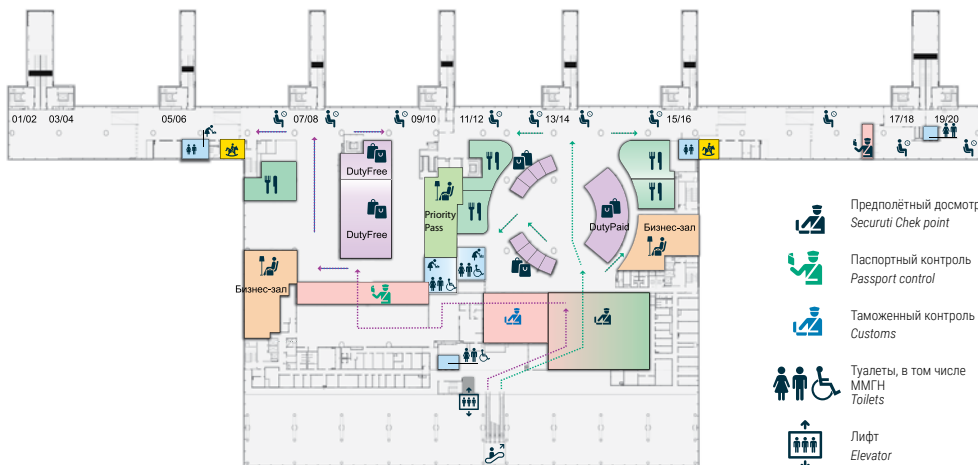 01/02
03/04
05/06
07/08
09/10
11/12
13/14
15/16
17/18
19/20
DutyFree
DutyFree
Priority
Pass
DutyPaid
Бизнес-зал
Бизнес-зал
Предполётный досмотр
Securuti Chek point
Паспортный контроль
Passport control
Таможенный контроль
Customs
Туалеты, в том числе
ММГН
Toilets
Лифт
Elevator